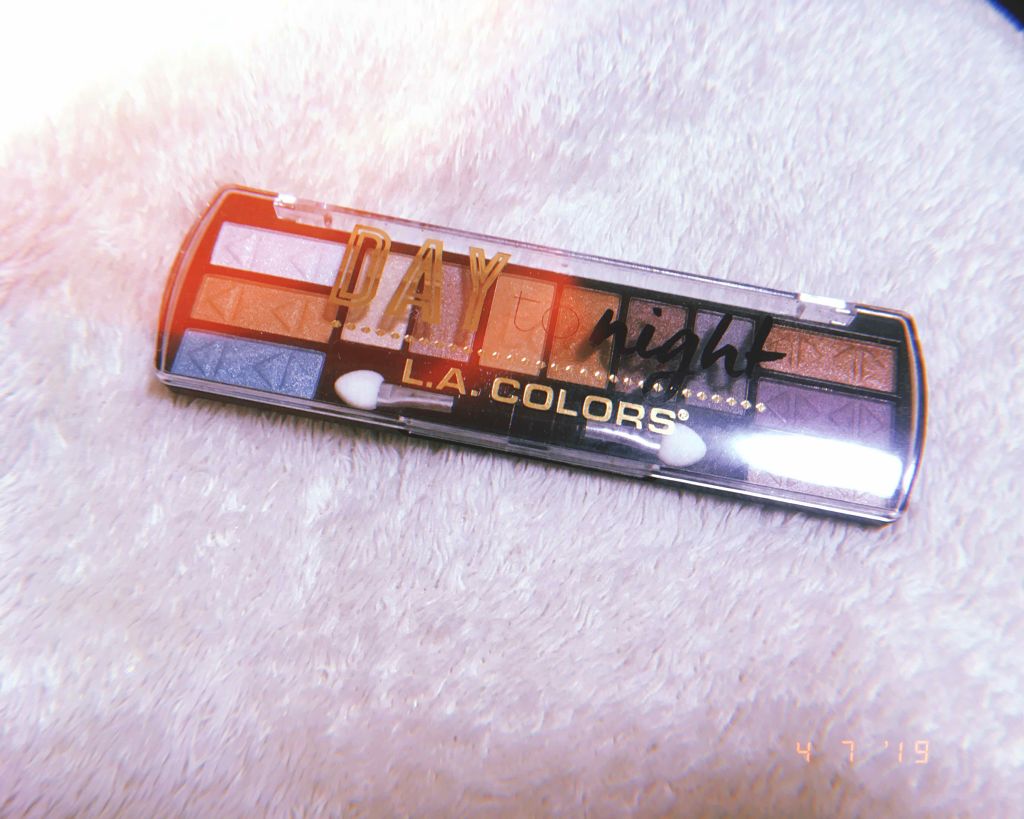 DAY to night
L.A. COLORS®
4 7 '19